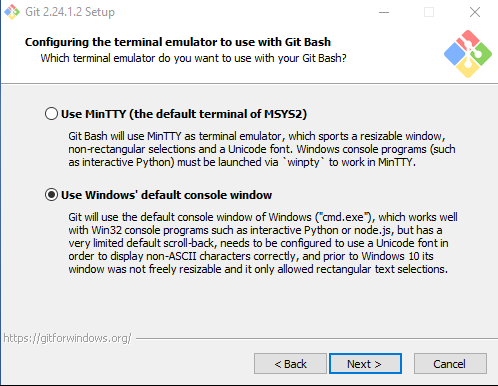 Git 2.24.1.2 Setup
Configuring the terminal emulator to use with Git Bash
Which terminal emulator do you want to use with your Git Bash?
Use MinTTY (the default terminal of MSYS2)
Git Bash will use MinTTY as terminal emulator, which sports a resizable window,
non-rectangular selections and a Unicode font. Windows console programs (such
as interactive Python) must be launched via `winpty` to work in MinTTY.
Use Windows' default console window
Git will use the default console window of Windows ("cmd.exe"), which works well
with Win32 console programs such as interactive Python or node.js, but has a
very limited default scroll-back, needs to be configured to use a Unicode font in
order to display non-ASCII characters correctly, and prior to Windows 10 its
window was not freely resizable and it only allowed rectangular text selections.
https://gitforwindows.org/
< Back
Next >
Cancel